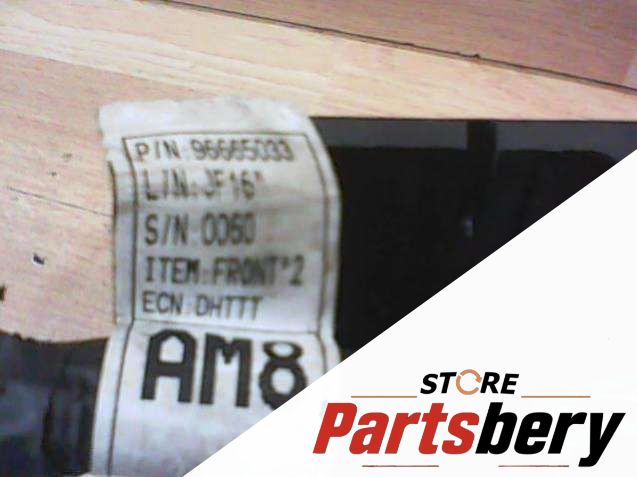 P/N:96665033
L/N:JF16"
S/N:0060
ITEM:FRONT*2
ECN:DHTTT
AM8
STORE
Partsbery